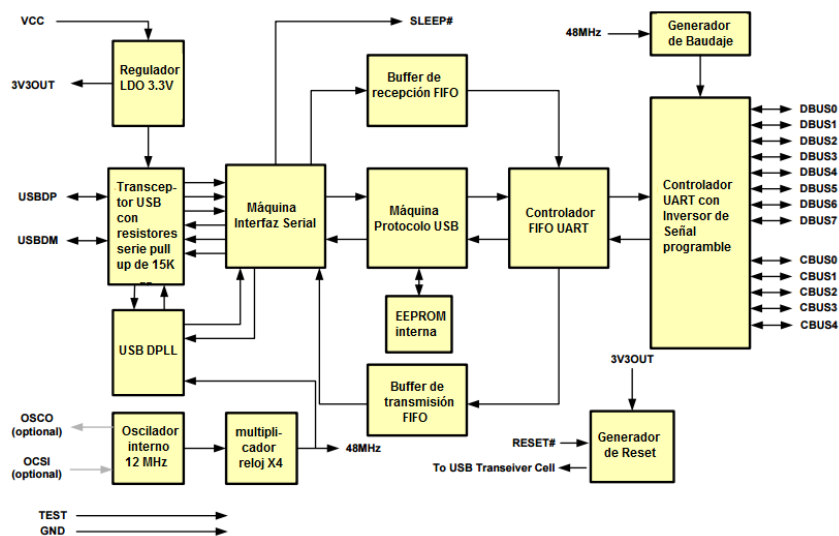 VCC
SLEEP#
48MHz
Generador
de Baudaje
3V3OUT
Regulador
LDO 3.3V
Buffer de
recepción FIFO
DBUS0
DBUS1
DBUS2
DBUS3
DBUS4
DBUS5
DBUS6
DBUS7
USBDP
USBDM
Transcep-
tor USB
con
resistores
serie pull
up de 15K
Máquina
Interfaz Serial
Máquina
Protocolo USB
Controlador
FIFO UART
Controlador
UART con
Inversor de
Señal
programble
CBUS0
CBUS1
CBUS2
CBUS3
CBUS4
USB DPLL
EEPROM
interna
Buffer de
transmisión
FIFO
3V3OUT
OSCO
(optional)
OCSI
(optional)
Oscilador
interno
12 MHz
multipli-
cador
reloj X4
48MHz
RESET#
Generador
de Reset
To USB Transeiver Cell
TEST
GND